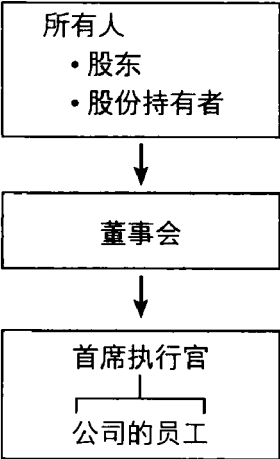 所有人
•股东
•股份持有者
董事会
首席执行官
公司的员工